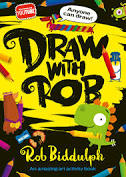 Anyone
can draw!
DRAW
WITH
ROB
Rob Biddulph
An amazing art activity book